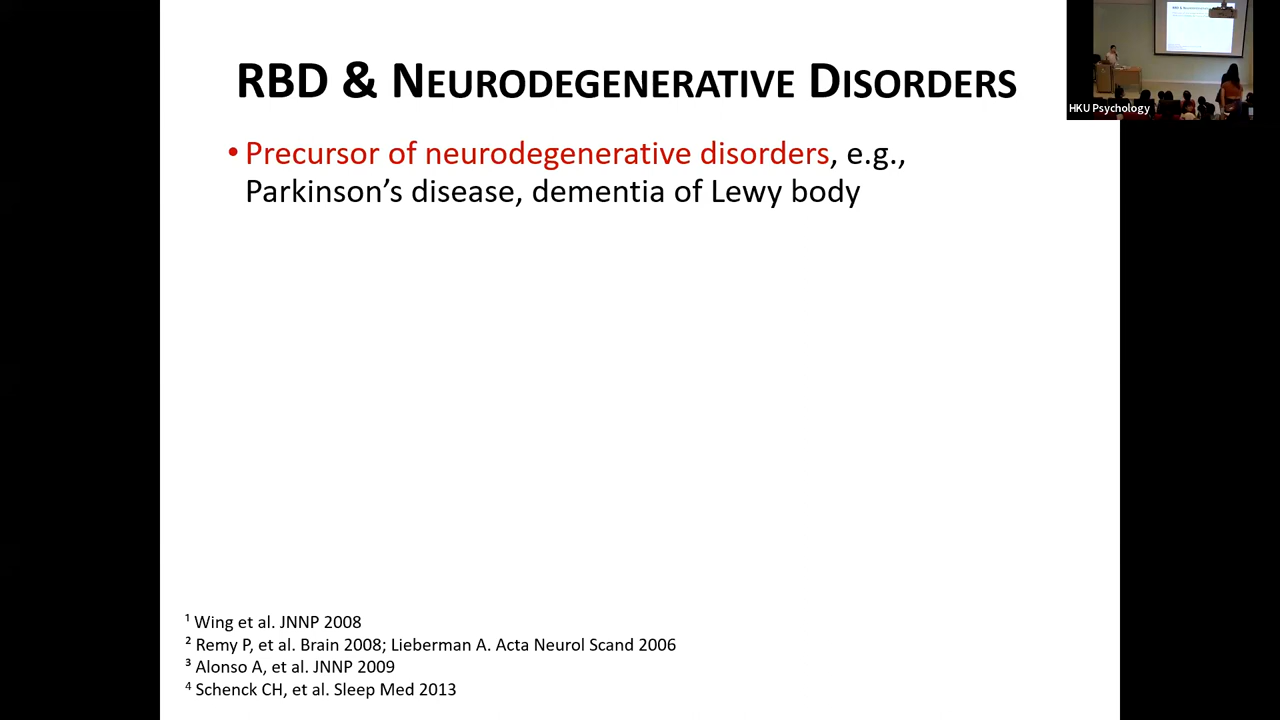 RBD & NEURODEGENERATIVE DISORDERS
HKU Psychology
• Precursor of neurodegenerative disorders, e.g.,
Parkinson’s disease, dementia of Lewy body
¹ Wing et al. JNNP 2008
² Remy P, et al. Brain 2008; Lieberman A. Acta Neurol Scand 2006
³ Alonso A, et al. JNNP 2009
⁴ Schenck CH, et al. Sleep Med 2013